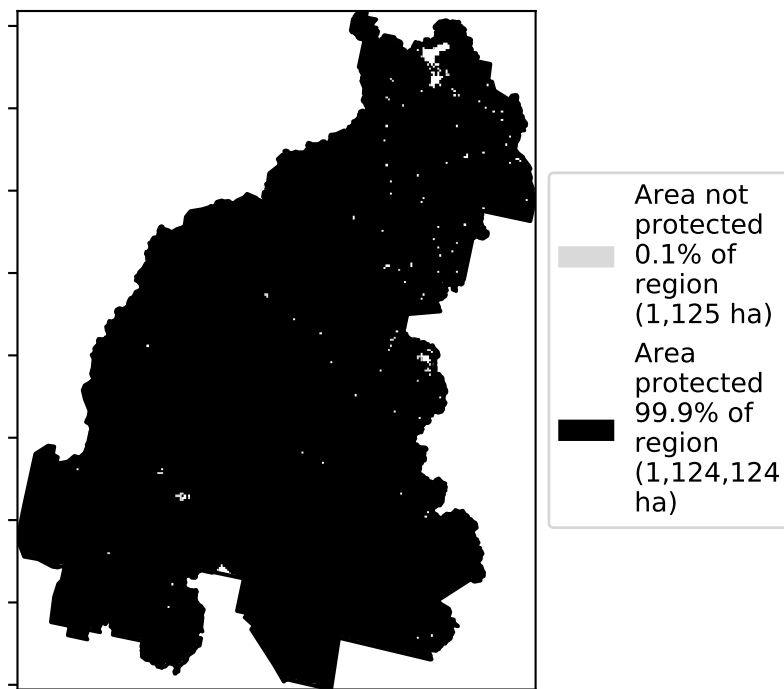 Area not
protected
0.1% of
region
(1,125 ha)
Area
protected
99.9% of
region
(1,124,124
ha)